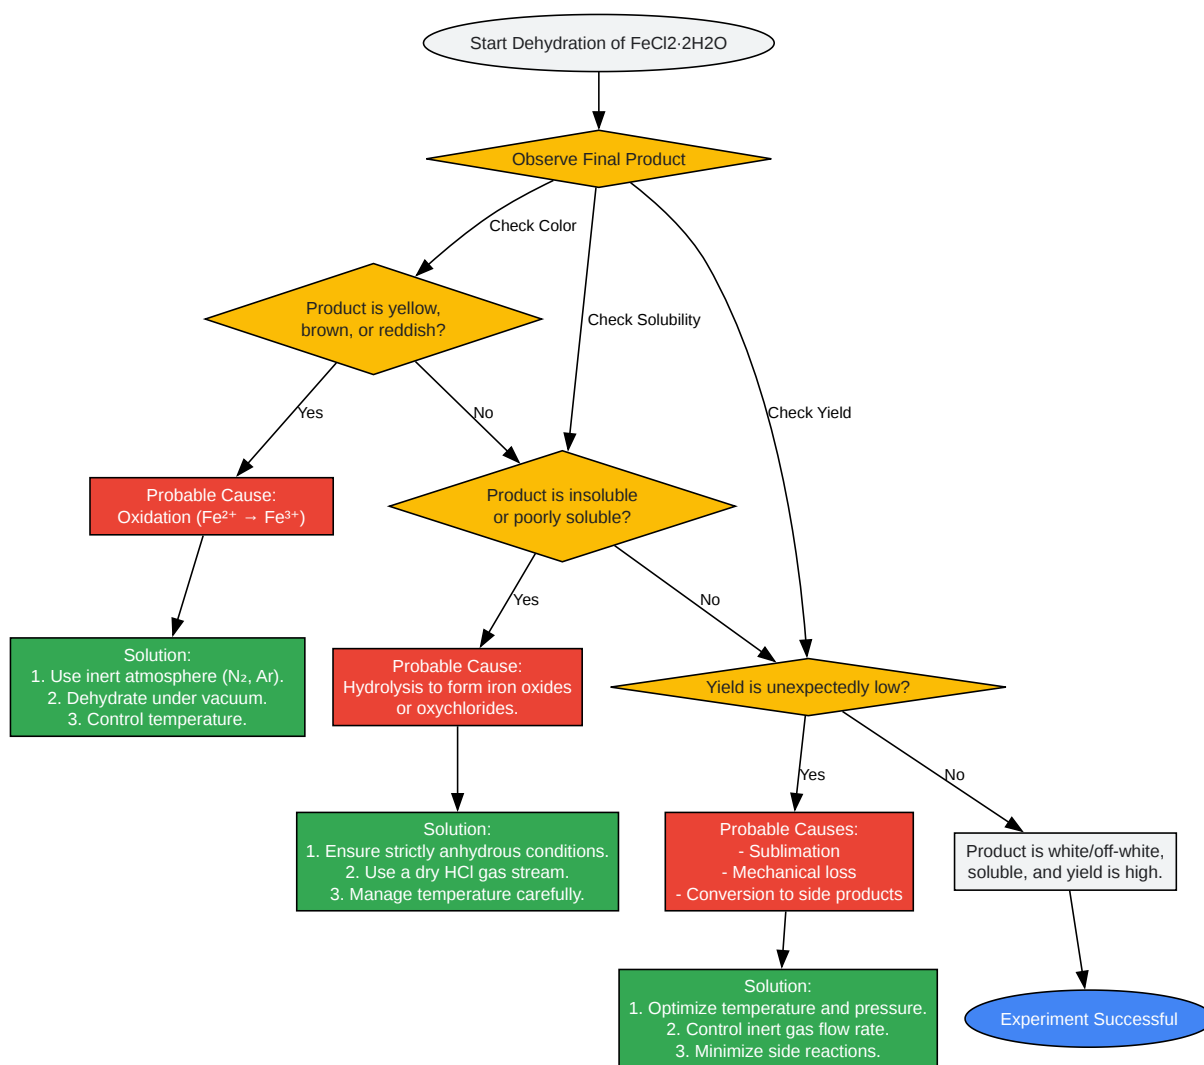 Start Dehydration of FeCl2·2H2O
Observe Final Product
Check Color
Check Solubility
Check Yield
Product is yellow,
brown, or reddish?
Yes
No
Probable Cause:
Oxidation (Fe²⁺ → Fe³⁺)
Product is insoluble
or poorly soluble?
Solution:
1. Use inert atmosphere (N₂, Ar).
2. Dehydrate under vacuum.
3. Control temperature.
Yes
No
Probable Cause:
Hydrolysis to form iron oxides
or oxychlorides.
Yield is unexpectedly low?
Yes
No
Solution:
1. Ensure strictly anhydrous conditions.
2. Use a dry HCl gas stream.
3. Manage temperature carefully.
Probable Causes:
- Sublimation
- Mechanical loss
- Conversion to side products
Product is white/off-white,
soluble, and yield is high.
Solution:
1. Optimize temperature and pressure.
2. Control inert gas flow rate.
3. Minimize side reactions.
Experiment Successful